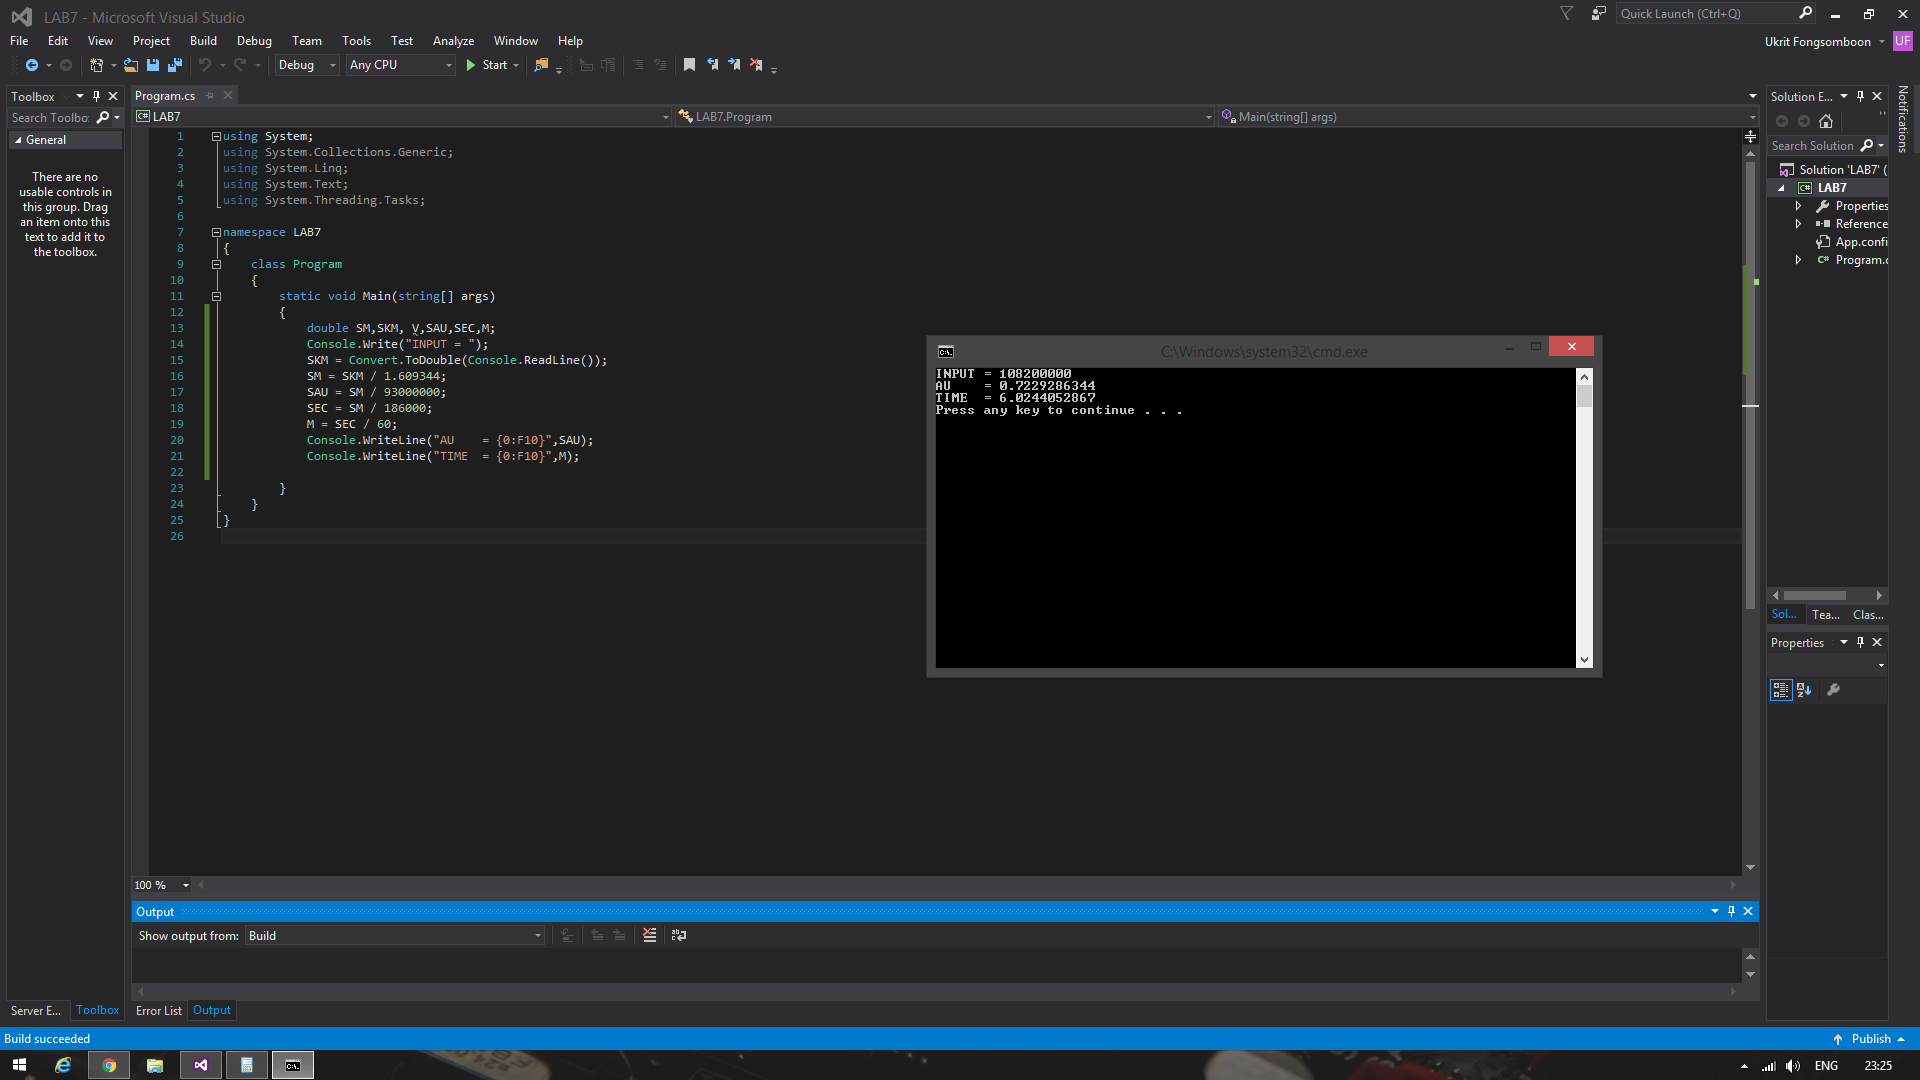 LAB7 - Microsoft Visual Studio
Quick Launch (Ctrl+Q)
File Edit View Project Build Debug Team Tools Test Analyze Window Help
Ukrit Fongsomboon UF
Debug Any CPU Start
Toolbox
Search Toolbo:
General
There are no
usable controls in
this group. Drag
an item onto this
text to add it to
the toolbox.
Program.cs
LAB7 LAB7.Program Main(string[] args)
1 using System;
2 using System.Collections.Generic;
3 using System.Linq;
4 using System.Text;
5 using System.Threading.Tasks;
6
7 namespace LAB7
8 {
9 class Program
10 {
11 static void Main(string[] args)
12 {
13 double SM,SKM, V,SAU,SEC,M;
14 Console.Write("INPUT = ");
15 SKM = Convert.ToDouble(Console.ReadLine());
16 SM = SKM / 1.609344;
17 SAU = SM / 93000000;
18 SEC = SM / 186000;
19 M = SEC / 60;
20 Console.WriteLine("AU    = {0:F10}",SAU);
21 Console.WriteLine("TIME  = {0:F10}",M);
22
23 }
24 }
25 }
26
C:\Windows\system32\cmd.exe
INPUT = 108200000
AU    = 0.7229286344
TIME  = 6.0244052867
Press any key to continue . . .
Solution E...
Search Solution
Solution 'LAB7' (
C# LAB7
Properties
Reference
App.confi
C# Program.c
Sol... Tea... Clas...
Properties
Notifications
100 %
Output
Show output from: Build
Server E... Toolbox
Error List Output
Build succeeded
Publish
ENG 23:25